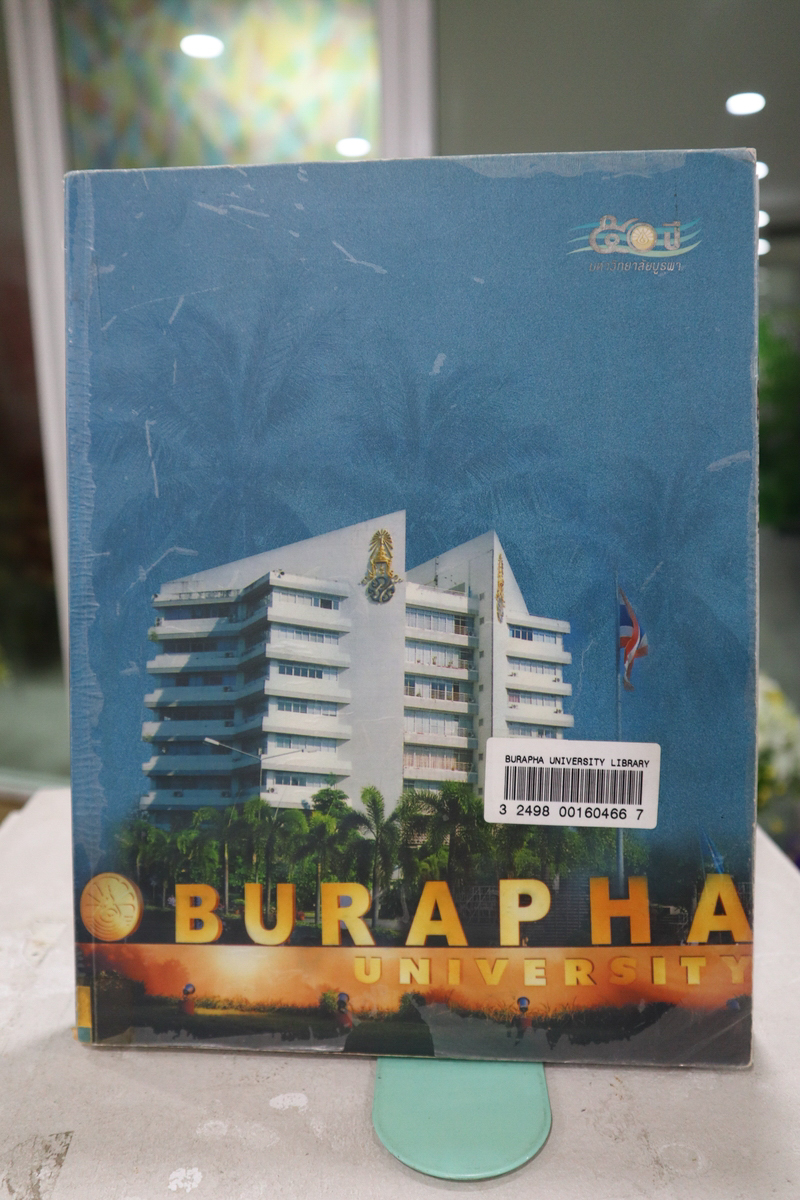 ๕๐ ปี
มหาวิทยาลัยบูรพา
BURAPHA UNIVERSITY LIBRARY
3 2498 00160466 7
BURAPHA
UNIVERSITY